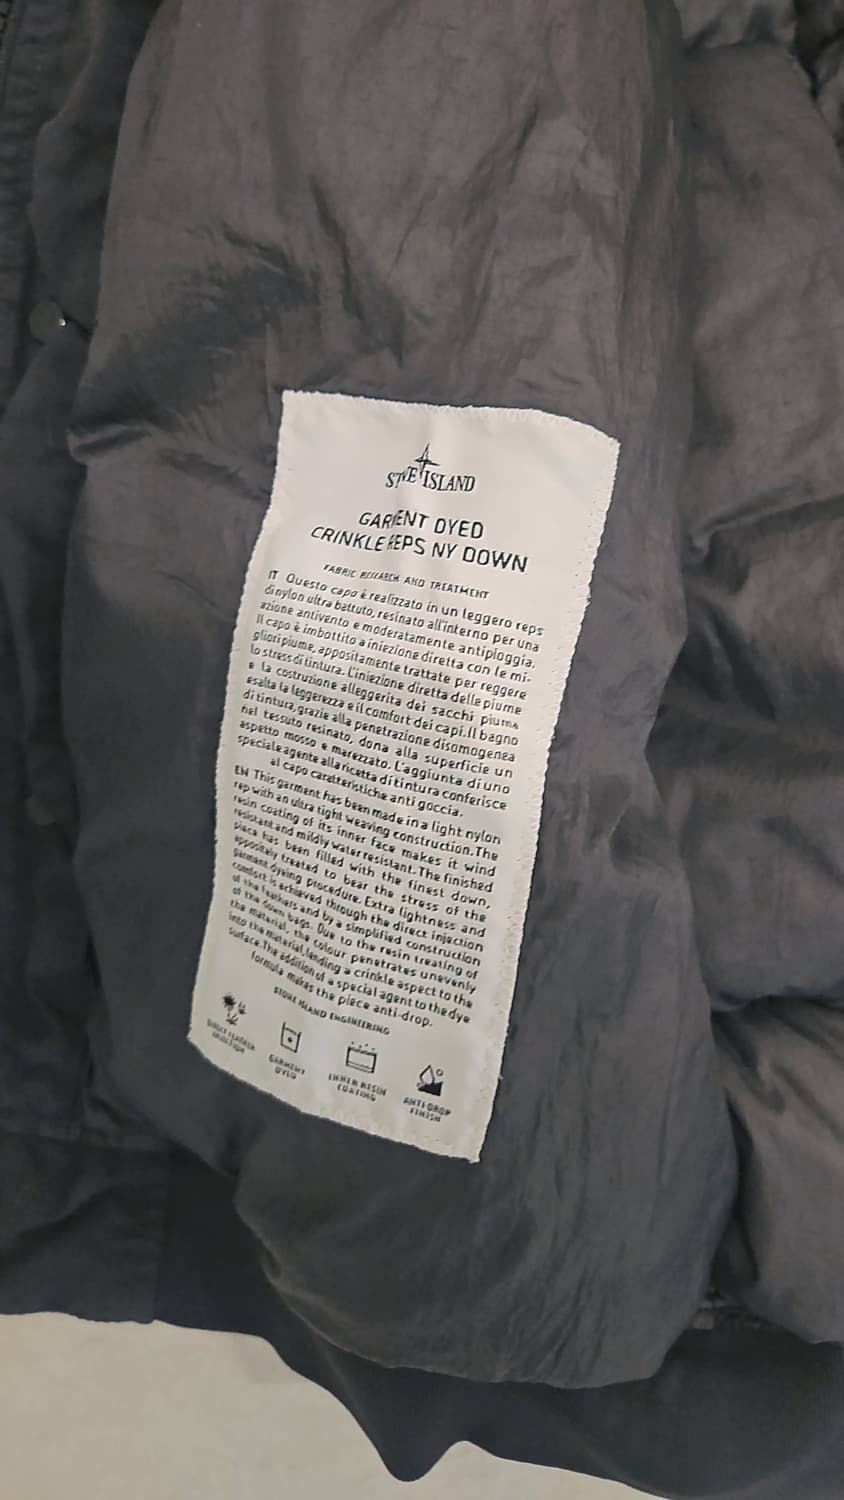 STONE ISLAND
GARMENT DYED
CRINKLE REPS NY DOWN
FABRIC RESEARCH AND TREATMENT
IT Questo capo è realizzato in un leggero reps
di nylon ultra battuto, resinato all'interno per una
azione antivento e moderatamente antipioggia.
Il capo è imbottito a iniezione diretta con le mi-
gliori piume, appositamente trattate per reggere
lo stress di tintura. L'iniezione diretta delle piume
e la costruzione alleggerita dei sacchi piuma
esalta la leggerezza e il comfort dei capi. Il bagno
di tintura, grazie alla penetrazione disomogenea
nel tessuto resinato, dona alla superficie un
aspetto mosso e marezzato. L'aggiunta di uno
speciale agente alla ricetta di tintura conferisce
al capo caratteristiche anti goccia.
EN This garment has been made in a light nylon
rep with an ultra tight weaving construction. The
resin coating of its inner face makes it wind
resistant and mildly water resistant. The finished
piece has been filled with the finest down,
appositely treated to bear the stress of the
garment dyeing procedure. Extra lightness and
comfort is achieved through the direct injection
of the feathers and by a simplified construction
of the down bags. Due to the resin treating of
the material, the colour penetrates unevenly
into the material, lending a crinkle aspect to the
surface. The addition of a special agent to the dye
formula makes the piece anti-drop.
STONE ISLAND ENGINEERING
DIRECT FEATHER
INJECTION
GARMENT
DYED
INNER RESIN
COATING
ANTI DROP
FINISH